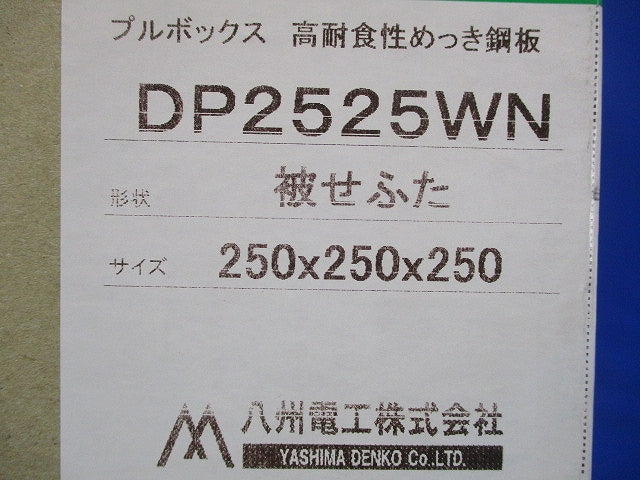 プルボックス 高耐食性めっき鋼板
DP2525WN
形状 被せふた
サイズ 250x250x250
八州電工株式会社
YASHIMA DENKO Co.,LTD.